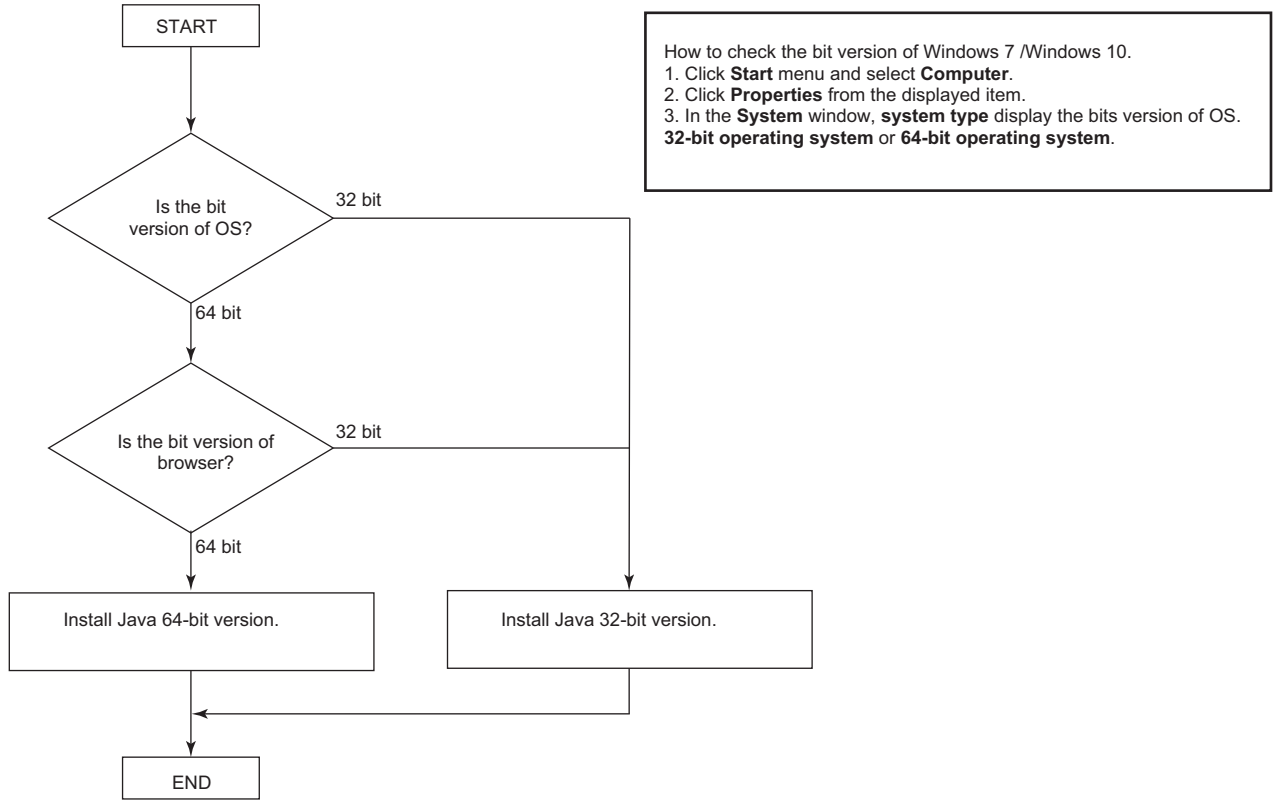 START
How to check the bit version of Windows 7 /Windows 10.
1. Click Start menu and select Computer.
2. Click Properties from the displayed item.
3. In the System window, system type display the bits version of OS.
32-bit operating system or 64-bit operating system.
Is the bit
version of OS?
32 bit
64 bit
Is the bit version of
browser?
32 bit
64 bit
Install Java 64-bit version.
Install Java 32-bit version.
END